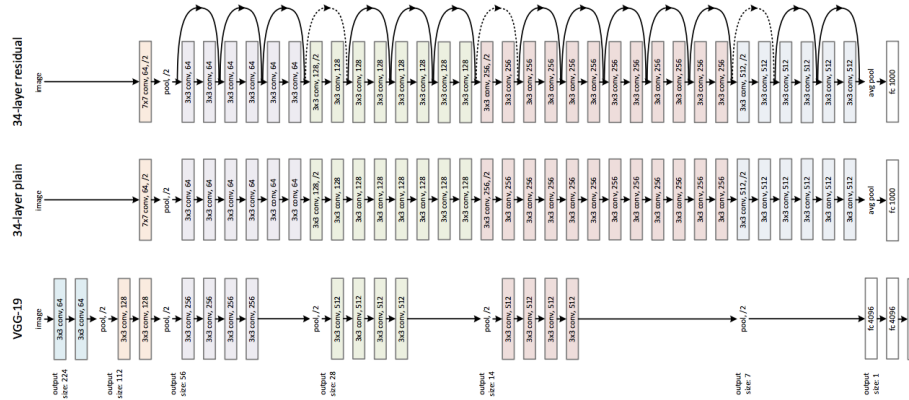 34-layer residual
image
7x7 conv, 64, /2
pool, /2
3x3 conv, 64
3x3 conv, 64
3x3 conv, 64
3x3 conv, 64
3x3 conv, 64
3x3 conv, 64
3x3 conv, 128, /2
3x3 conv, 128
3x3 conv, 128
3x3 conv, 128
3x3 conv, 128
3x3 conv, 128
3x3 conv, 128
3x3 conv, 128
3x3 conv, 256, /2
3x3 conv, 256
3x3 conv, 256
3x3 conv, 256
3x3 conv, 256
3x3 conv, 256
3x3 conv, 256
3x3 conv, 256
3x3 conv, 256
3x3 conv, 256
3x3 conv, 256
3x3 conv, 256
3x3 conv, 512, /2
3x3 conv, 512
3x3 conv, 512
3x3 conv, 512
3x3 conv, 512
3x3 conv, 512
avg pool
fc 1000
34-layer plain
image
7x7 conv, 64, /2
pool, /2
3x3 conv, 64
3x3 conv, 64
3x3 conv, 64
3x3 conv, 64
3x3 conv, 64
3x3 conv, 64
3x3 conv, 128, /2
3x3 conv, 128
3x3 conv, 128
3x3 conv, 128
3x3 conv, 128
3x3 conv, 128
3x3 conv, 128
3x3 conv, 128
3x3 conv, 256, /2
3x3 conv, 256
3x3 conv, 256
3x3 conv, 256
3x3 conv, 256
3x3 conv, 256
3x3 conv, 256
3x3 conv, 256
3x3 conv, 256
3x3 conv, 256
3x3 conv, 256
3x3 conv, 256
3x3 conv, 512, /2
3x3 conv, 512
3x3 conv, 512
3x3 conv, 512
3x3 conv, 512
3x3 conv, 512
avg pool
fc 1000
VGG-19
image
3x3 conv, 64
3x3 conv, 64
pool, /2
3x3 conv, 128
3x3 conv, 128
pool, /2
3x3 conv, 256
3x3 conv, 256
3x3 conv, 256
3x3 conv, 256
pool, /2
3x3 conv, 512
3x3 conv, 512
3x3 conv, 512
3x3 conv, 512
pool, /2
3x3 conv, 512
3x3 conv, 512
3x3 conv, 512
3x3 conv, 512
pool, /2
fc 4096
fc 4096
output
size: 224
output
size: 112
output
size: 56
output
size: 28
output
size: 14
output
size: 7
output
size: 1